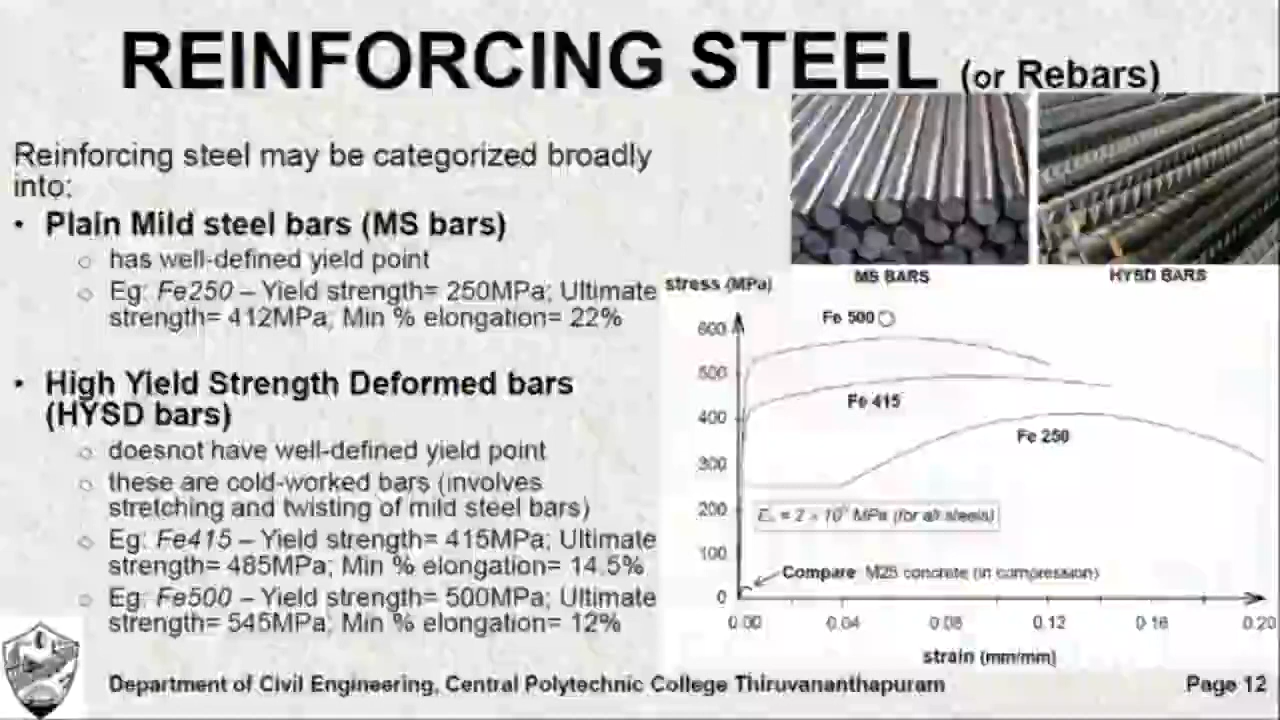 REINFORCING STEEL (or Rebars)
Reinforcing steel may be categorized broadly
into:
• Plain Mild steel bars (MS bars)
○ has well-defined yield point
○ Eg: Fe250 – Yield strength= 250MPa; Ultimate
strength= 412MPa; Min % elongation= 22%
• High Yield Strength Deformed bars
(HYSD bars)
○ doesnot have well-defined yield point
○ these are cold-worked bars (involves
stretching and twisting of mild steel bars)
○ Eg: Fe415 – Yield strength= 415MPa; Ultimate
strength= 485MPa; Min % elongation= 14.5%
○ Eg: Fe500 – Yield strength= 500MPa; Ultimate
strength= 545MPa; Min % elongation= 12%
MS BARS
HYSD BARS
stress (MPa)
600
500
400
300
200
100
0
Fe 500
Fe 415
Fe 250
= 2 × 10⁵ MPa (for all steels)
Compare M25 concrete (in compression)
0.00 0.04 0.08 0.12 0.16 0.20
strain (mm/mm)
Department of Civil Engineering, Central Polytechnic College Thiruvananthapuram
Page 12